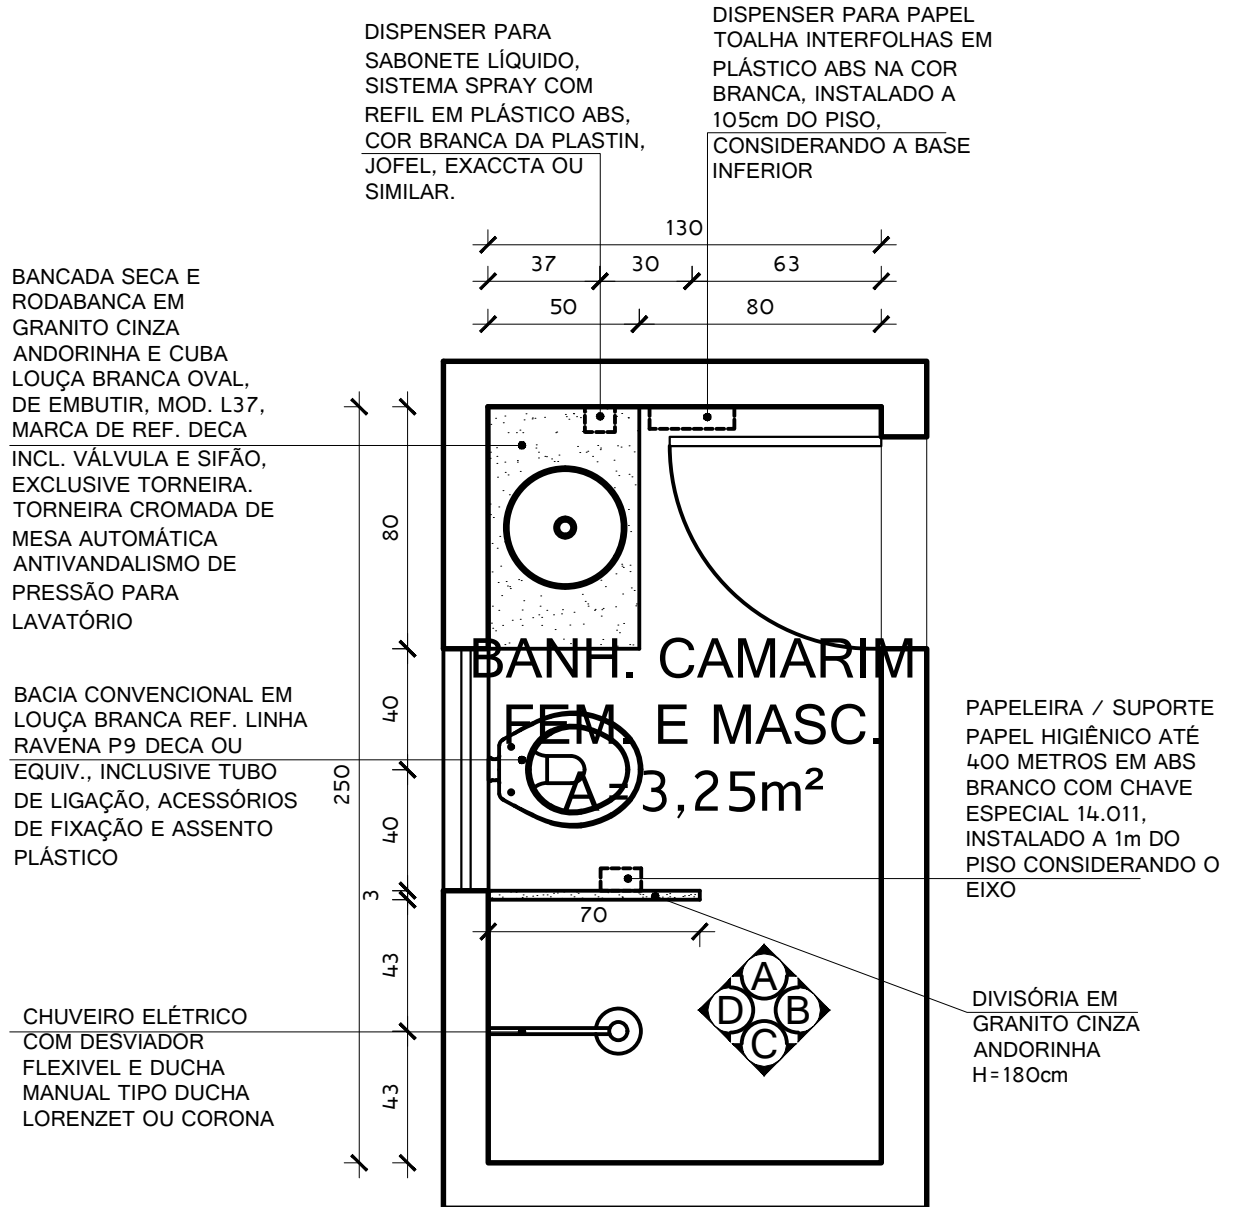 DISPENSER PARA
SABONETE LÍQUIDO,
SISTEMA SPRAY COM
REFIL EM PLÁSTICO ABS,
COR BRANCA DA PLASTIN,
JOFEL, EXACCTA OU
SIMILAR.
DISPENSER PARA PAPEL
TOALHA INTERFOLHAS EM
PLÁSTICO ABS NA COR
BRANCA, INSTALADO A
105cm DO PISO,
CONSIDERANDO A BASE
INFERIOR
130
37
30
63
50
80
BANCADA SECA E
RODABANCA EM
GRANITO CINZA
ANDORINHA E CUBA
LOUÇA BRANCA OVAL,
DE EMBUTIR, MOD. L37,
MARCA DE REF. DECA
INCL. VÁLVULA E SIFÃO,
EXCLUSIVE TORNEIRA.
TORNEIRA CROMADA DE
MESA AUTOMÁTICA
ANTIVANDALISMO DE
PRESSÃO PARA
LAVATÓRIO
80
40
40
250
3
43
43
BANH. CAMARIM
FEM. E MASC.
A=3,25m²
BACIA CONVENCIONAL EM
LOUÇA BRANCA REF. LINHA
RAVENA P9 DECA OU
EQUIV., INCLUSIVE TUBO
DE LIGAÇÃO, ACESSÓRIOS
DE FIXAÇÃO E ASSENTO
PLÁSTICO
PAPELEIRA / SUPORTE
PAPEL HIGIÊNICO ATÉ
400 METROS EM ABS
BRANCO COM CHAVE
ESPECIAL 14.011,
INSTALADO A 1m DO
PISO CONSIDERANDO O
EIXO
70
A
D
B
C
CHUVEIRO ELÉTRICO
COM DESVIADOR
FLEXIVEL E DUCHA
MANUAL TIPO DUCHA
LORENZET OU CORONA
DIVISÓRIA EM
GRANITO CINZA
ANDORINHA
H=180cm